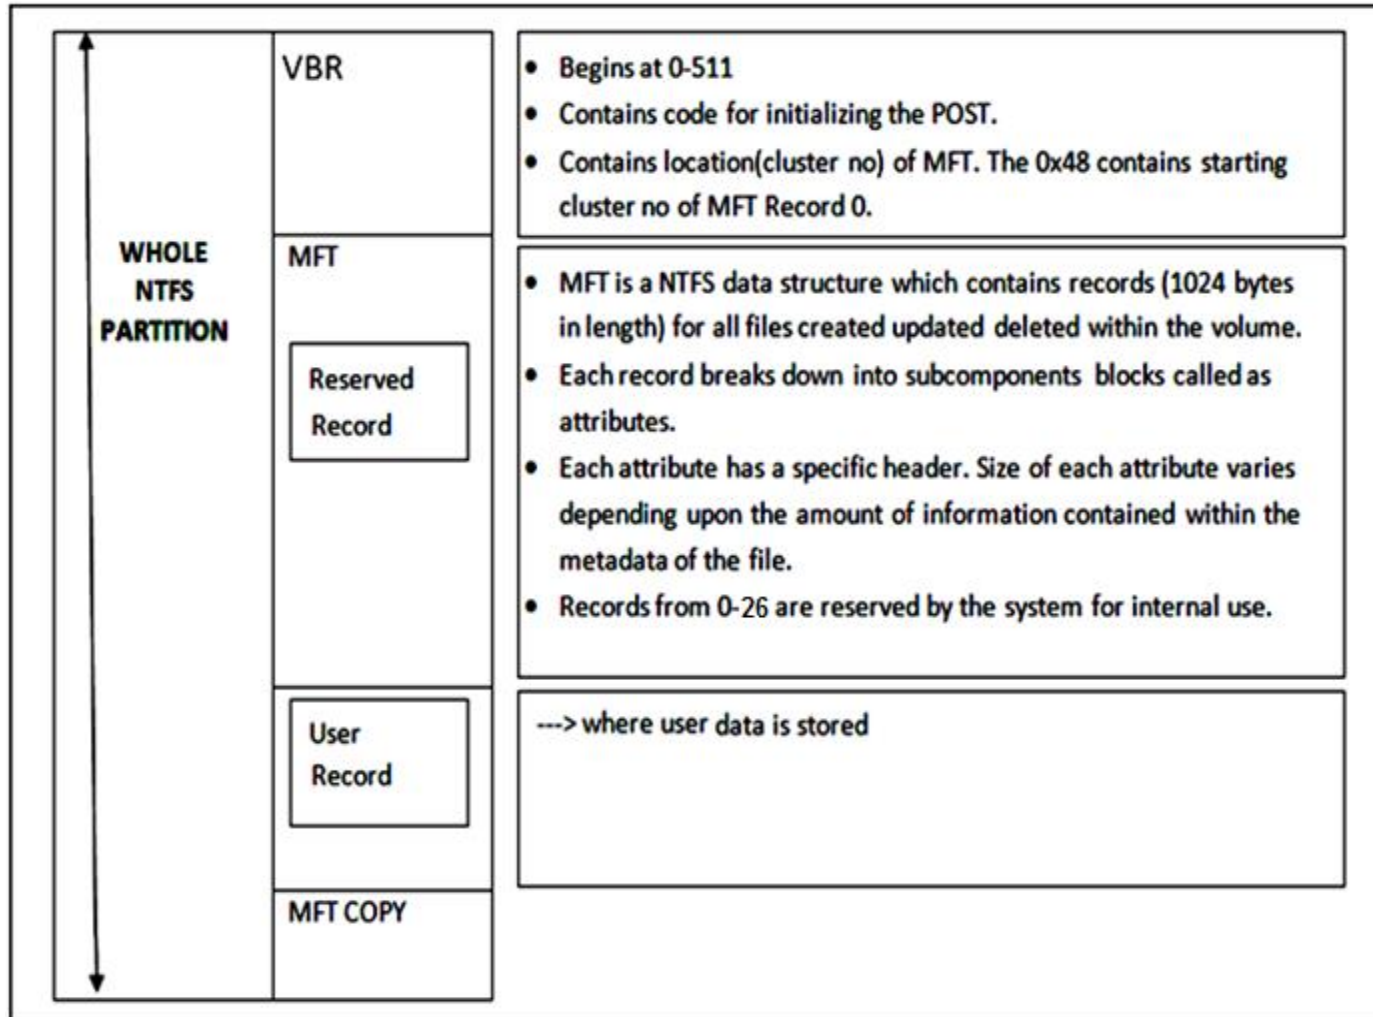 WHOLE
NTFS
PARTITION
VBR
• Begins at 0-511
• Contains code for initializing the POST.
• Contains location(cluster no) of MFT. The 0x48 contains starting
cluster no of MFT Record 0.
MFT
Reserved
Record
• MFT is a NTFS data structure which contains records (1024 bytes
in length) for all files created updated deleted within the volume.
• Each record breaks down into subcomponents blocks called as
attributes.
• Each attribute has a specific header. Size of each attribute varies
depending upon the amount of information contained within the
metadata of the file.
• Records from 0-26 are reserved by the system for internal use.
User
Record
---> where user data is stored
MFT COPY